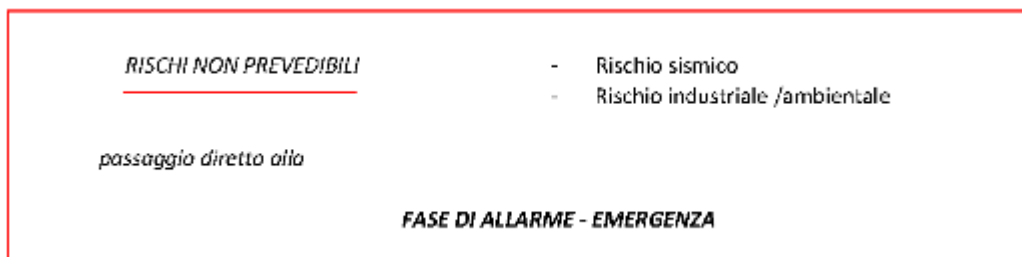 RISCHI NON PREVEDIBILI - Rischio sismico
- Rischio industriale /ambientale
passaggio diretto alla
FASE DI ALLARME - EMERGENZA